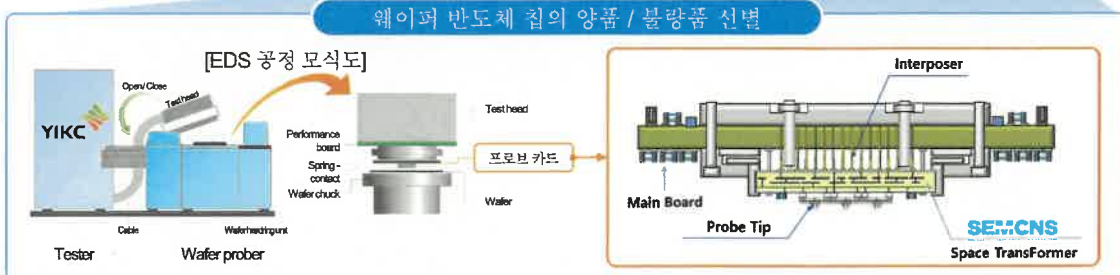 웨이퍼 반도체 칩의 양품 / 불량품 선별
[EDS 공정 모식도]
Open/Close
Test head
YIKC
Cable
Wafer handring unit
Tester
Wafer prober
Test head
Performance
board
Spring -
contact
Wafer chuck
Wafer
프로브 카드
Interposer
Main Board
Probe Tip
SEMCNS
Space TransFormer